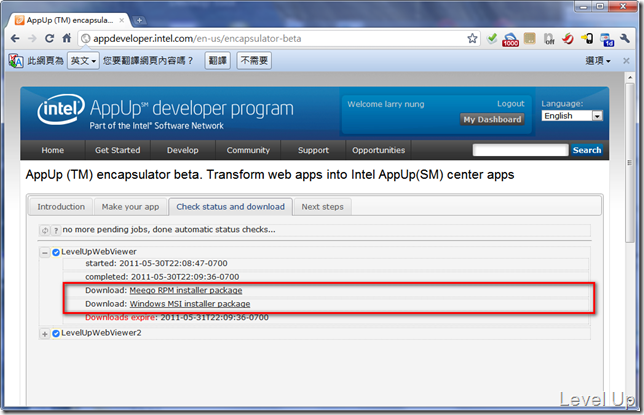 AppUp (TM) encapsulator b
appdeveloper.intel.com/en-us/encapsulator-beta
1000
1d
此網頁為 英文 您要翻譯網頁內容嗎? 翻譯 不需要 選項
intel AppUp SM developer program
Part of the Intel® Software Network
Welcome larry nung Logout
My Dashboard
Language:
English
Home Get Started Develop Community Support Opportunities Search
AppUp (TM) encapsulator beta. Transform web apps into Intel AppUp(SM) center apps
Introduction Make your app Check status and download Next steps
? no more pending jobs, done automatic status checks...
LevelUpWebViewer
started: 2011-05-30T22:08:47-0700
completed: 2011-05-30T22:09:36-0700
Download: Meego RPM installer package
Download: Windows MSI installer package
Downloads expire: 2011-05-31T22:09:36-0700
LevelUpWebViewer2
Level Up